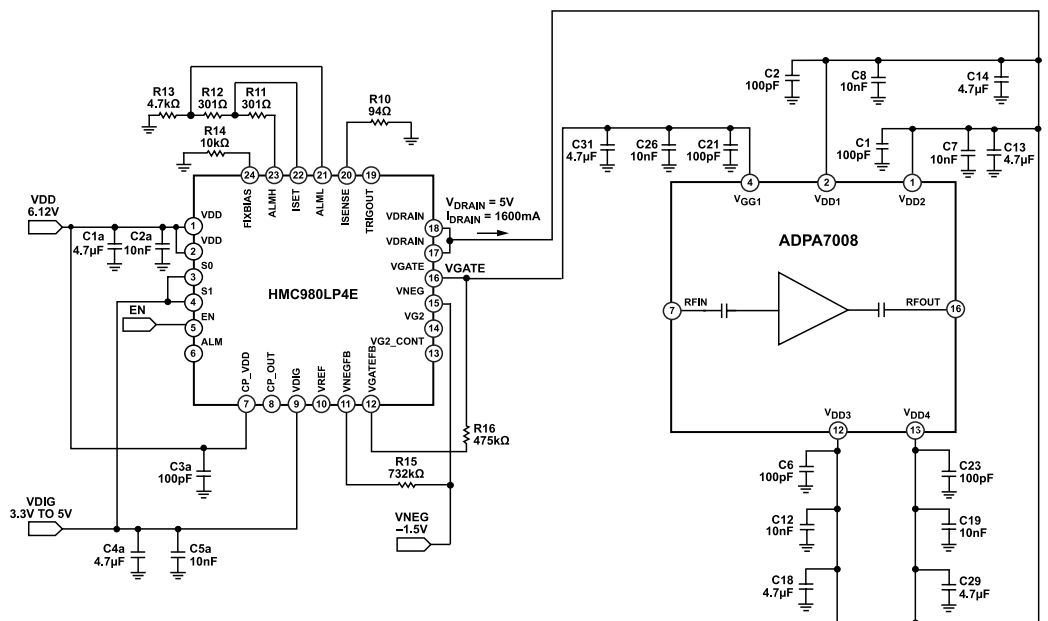 R13
4.7kΩ
R12
301Ω
R11
301Ω
R14
10kΩ
R10
94Ω
24
23
22
21
20
19
FIXBIAS
ALMH
ISET
ALML
ISENSE
TRIGOUT
VDD
6.12V
C1a
4.7µF
C2a
10nF
1
VDD
2
VDD
3
S0
4
S1
EN
5
EN
6
ALM
HMC980LP4E
VDRAIN
18
VDRAIN
17
VGATE
16
VNEG
15
VG2
14
VG2_CONT
13
VDRAIN = 5V
IDRAIN = 1600mA
VGATE
CP_VDD
CP_OUT
VDIG
VREF
VNEGFB
VGATEFB
7
8
9
10
11
12
C3a
100pF
R15
732kΩ
R16
475kΩ
VDIG
3.3V TO 5V
C4a
4.7µF
C5a
10nF
VNEG
–1.5V
C2
100pF
C8
10nF
C14
4.7µF
C31
4.7µF
C26
10nF
C21
100pF
C1
100pF
C7
10nF
C13
4.7µF
4
2
1
VGG1
VDD1
VDD2
ADPA7008
7
RFIN
RFOUT
16
VDD3
VDD4
12
13
C6
100pF
C23
100pF
C12
10nF
C19
10nF
C18
4.7µF
C29
4.7µF